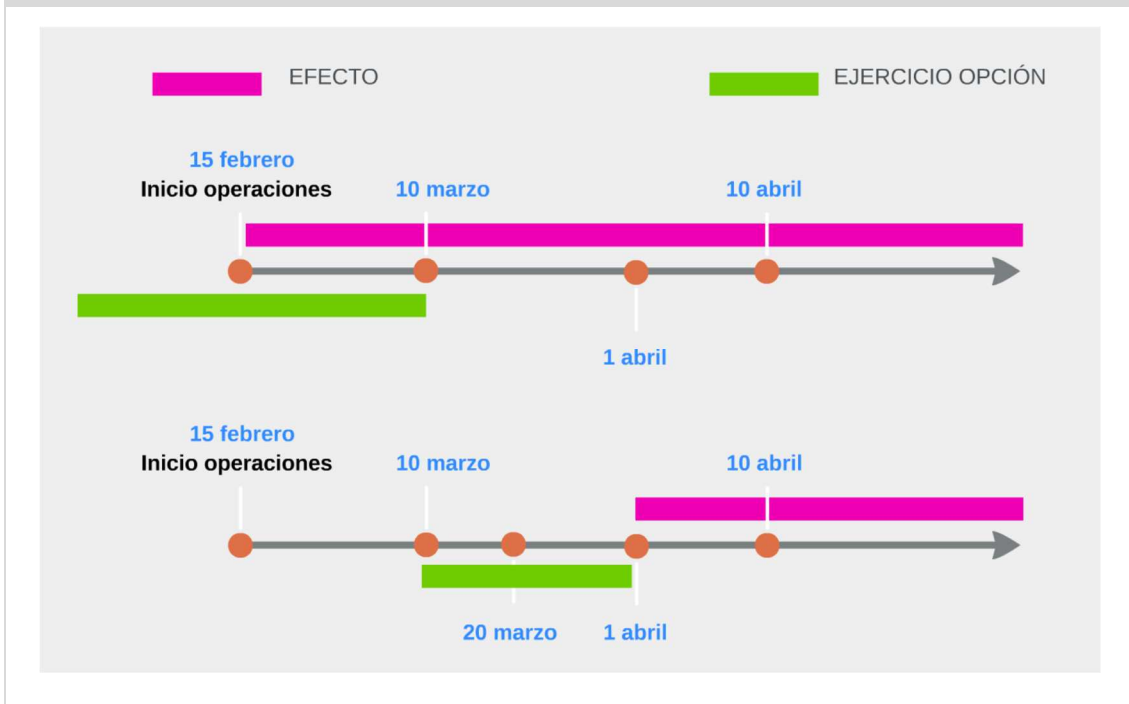 EFECTO
EJERCICIO OPCIÓN
15 febrero
Inicio operaciones
10 marzo
10 abril
1 abril
15 febrero
Inicio operaciones
10 marzo
10 abril
20 marzo
1 abril